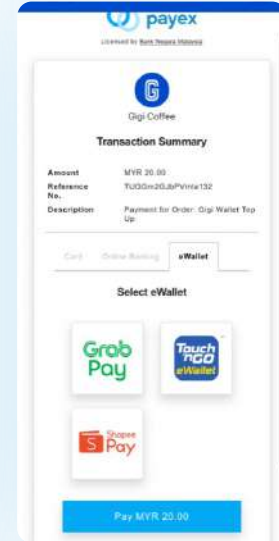 payex
Licensed by Bank Negara Malaysia
G
Gigi Coffee
Transaction Summary
Amount MYR 20.00
Reference No.
Description Payment for Order: Gigi Wallet Top Up
Card Online Banking eWallet
Select eWallet
Grab Pay
Touch 'n GO eWallet
S Shopee Pay
Pay MYR 20.00